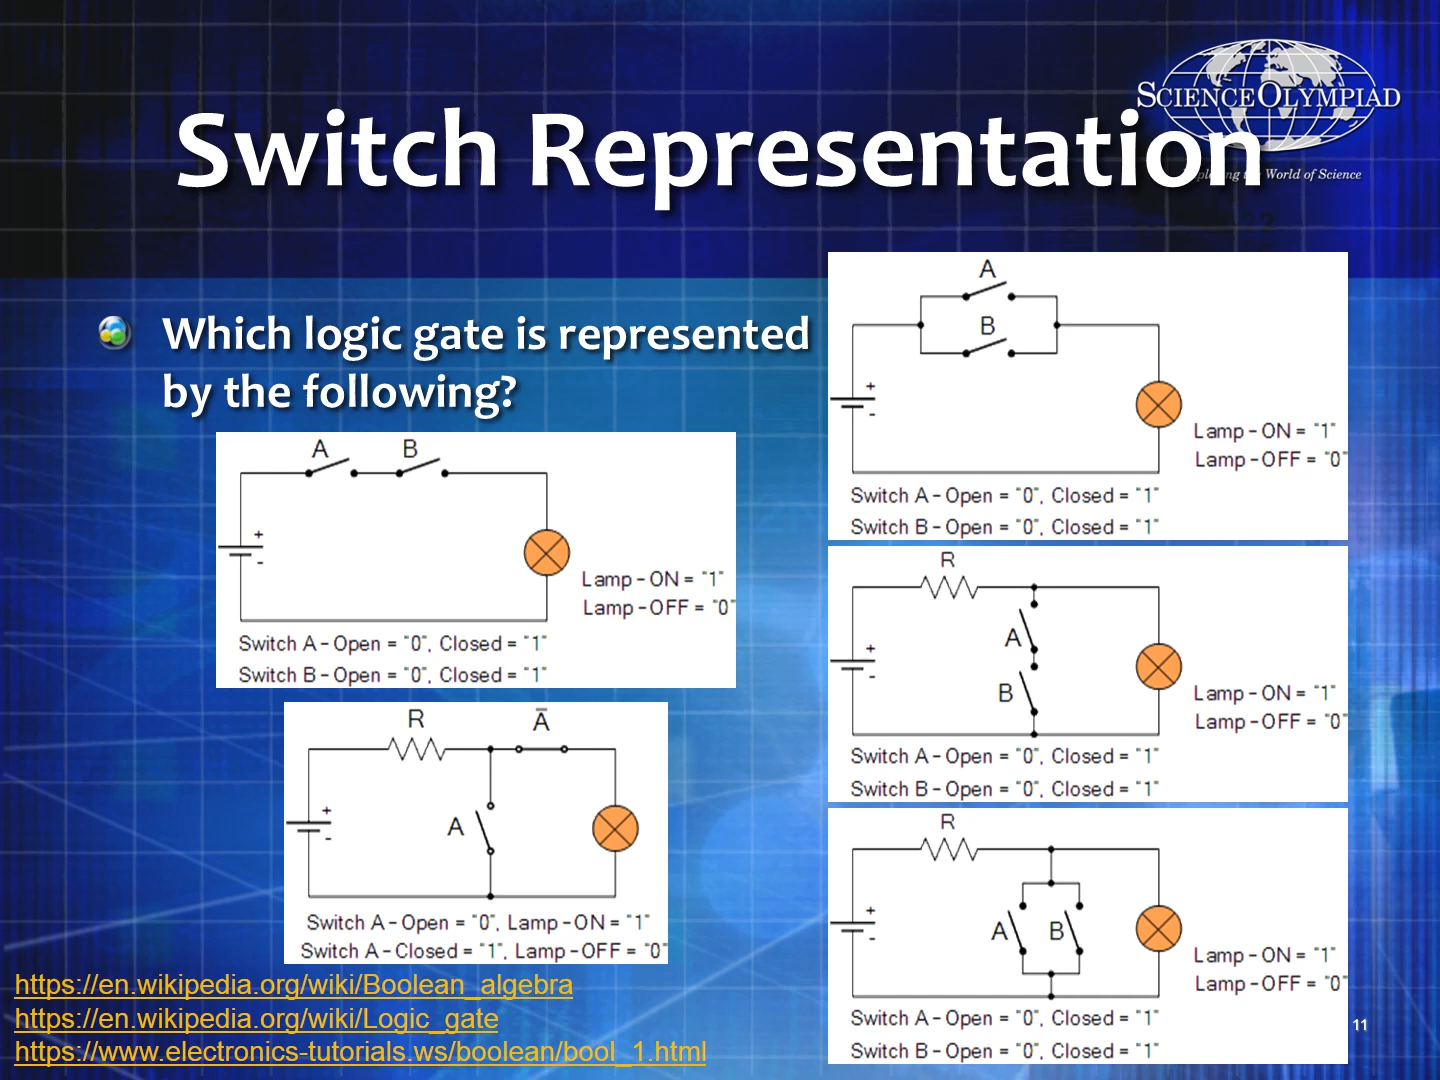 SCIENCE OLYMPIAD
Switch Representation
World of Science
Which logic gate is represented
by the following?
A B
+
-
Lamp - ON = "1"
Lamp - OFF = "0"
Switch A - Open = "0", Closed = "1"
Switch B - Open = "0", Closed = "1"
R Ā
+
A
-
Switch A - Open = "0", Lamp - ON = "1"
Switch A - Closed = "1", Lamp - OFF = "0"
A
B
+
-
Lamp - ON = "1"
Lamp - OFF = "0"
Switch A - Open = "0", Closed = "1"
Switch B - Open = "0", Closed = "1"
R
A
+
-
B
Lamp - ON = "1"
Lamp - OFF = "0"
Switch A - Open = "0", Closed = "1"
Switch B - Open = "0", Closed = "1"
R
+
A B
-
Lamp - ON = "1"
Lamp - OFF = "0"
Switch A - Open = "0", Closed = "1"
Switch B - Open = "0", Closed = "1"
https://en.wikipedia.org/wiki/Boolean_algebra
https://en.wikipedia.org/wiki/Logic_gate
https://www.electronics-tutorials.ws/boolean/bool_1.html
11